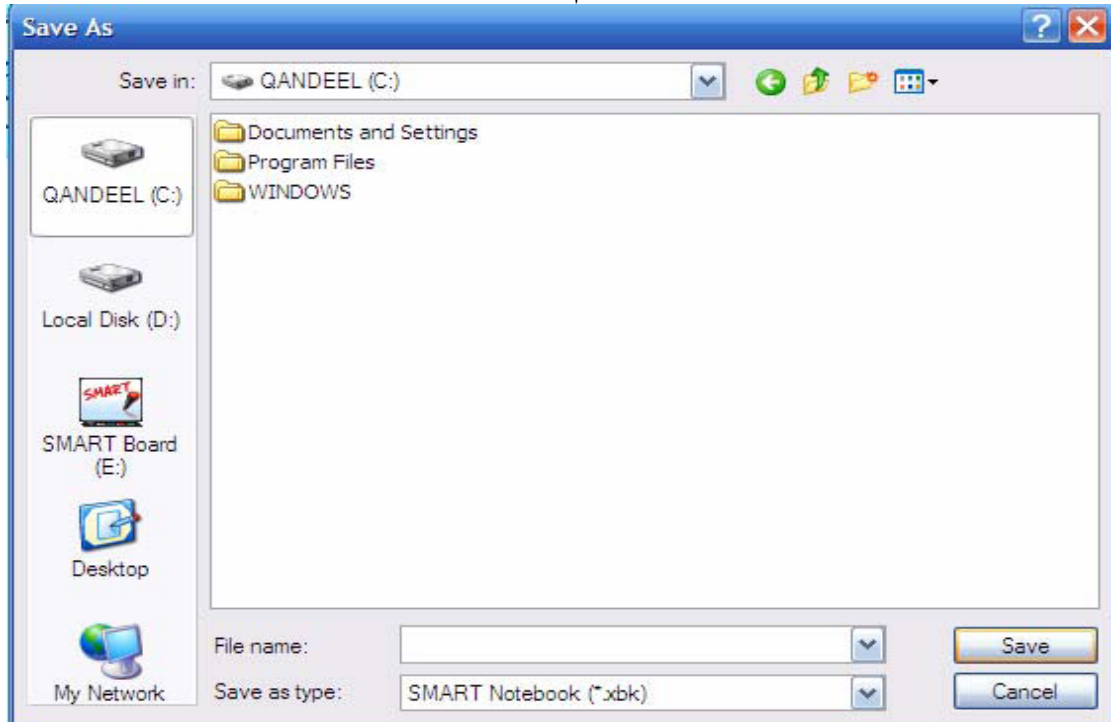 Save As
Save in:
QANDEEL (C:)
QANDEEL (C:)
Local Disk (D:)
SMART
SMART Board
(E:)
Desktop
My Network
Documents and Settings
Program Files
WINDOWS
File name:
Save
Save as type:
SMART Notebook (*.xbk)
Cancel